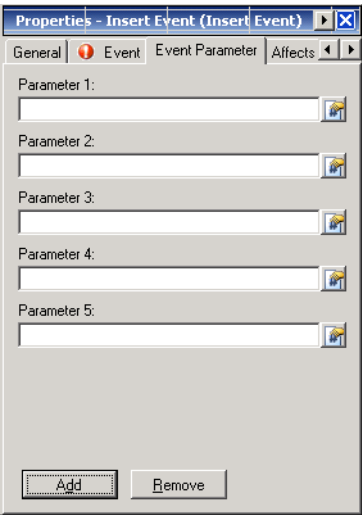 Properties - Insert Event (Insert Event)
General Event Event Parameter Affects
Parameter 1:
Parameter 2:
Parameter 3:
Parameter 4:
Parameter 5:
Add Remove